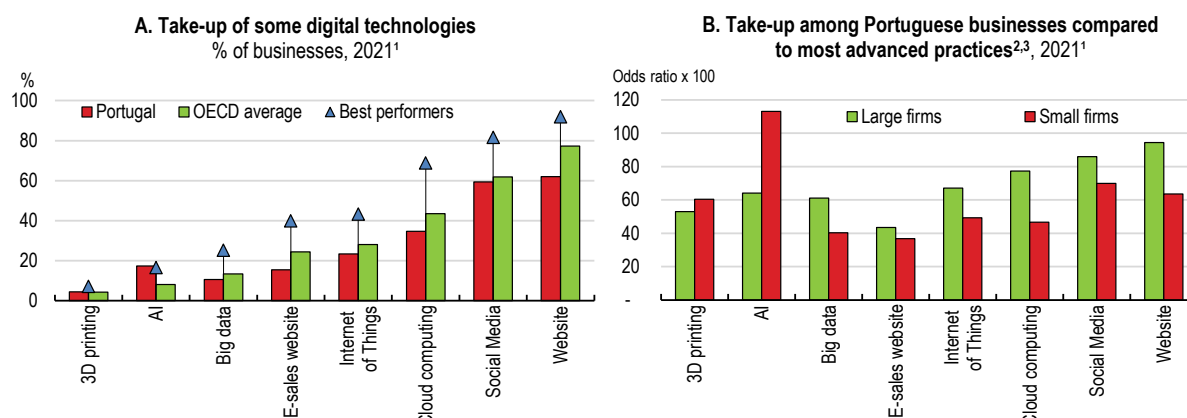 A. Take-up of some digital technologies
% of businesses, 2021¹
%
100
80
60
40
20
0
Portugal
OECD average
Best performers
3D printing
AI
Big data
E-sales website
Internet
of Things
Cloud computing
Social Media
Website
B. Take-up among Portuguese businesses compared
to most advanced practices²,³, 2021¹
Odds ratio x 100
120
100
80
60
40
20
-
Large firms
Small firms
3D printing
AI
Big data
E-sales website
Internet
of Things
Cloud computing
Social Media
Website